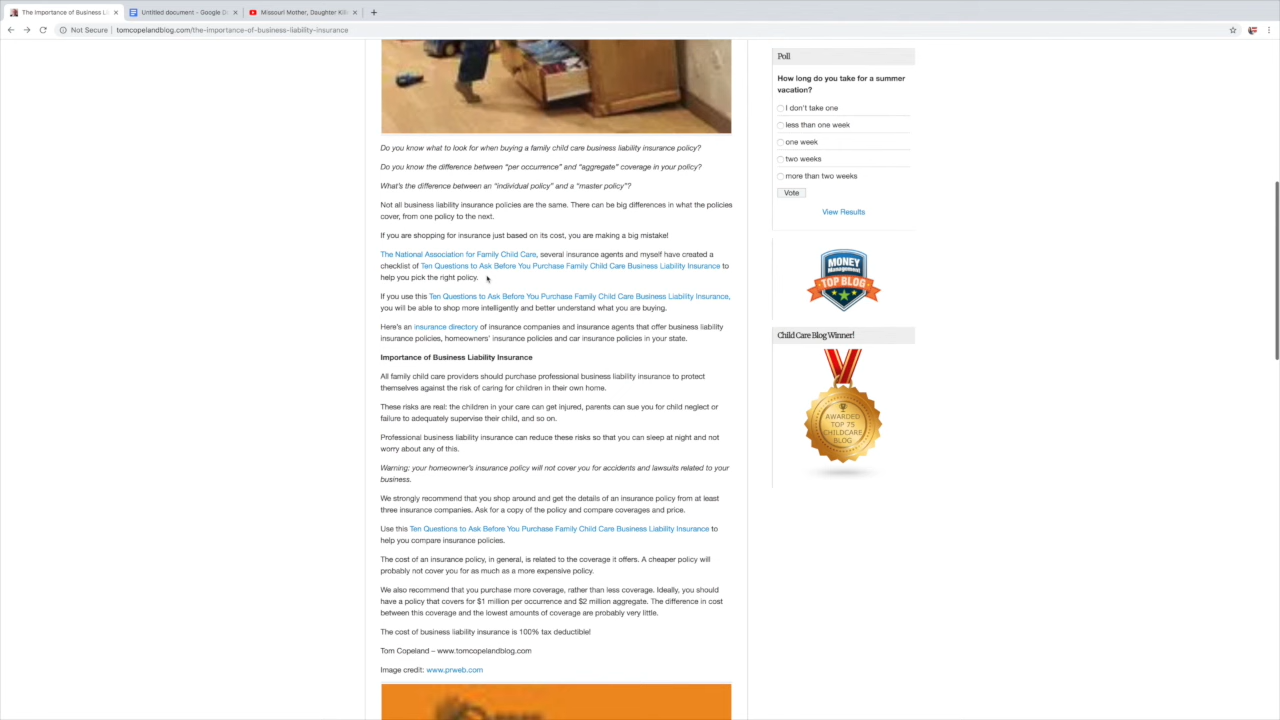 The Importance of Business Li
Untitled document - Google D
Missouri Mother, Daughter Kill
Not Secure | tomcopelandblog.com/the-importance-of-business-liability-insurance
Do you know what to look for when buying a family child care business liability insurance policy?
Do you know the difference between “per occurrence” and “aggregate” coverage in your policy?
What's the difference between an “individual policy” and a “master policy”?
Not all business liability insurance policies are the same. There can be big differences in what the policies
cover, from one policy to the next.
If you are shopping for insurance just based on its cost, you are making a big mistake!
The National Association for Family Child Care, several insurance agents and myself have created a
checklist of Ten Questions to Ask Before You Purchase Family Child Care Business Liability Insurance to
help you pick the right policy.
If you use this Ten Questions to Ask Before You Purchase Family Child Care Business Liability Insurance,
you will be able to shop more intelligently and better understand what you are buying.
Here's an insurance directory of insurance companies and insurance agents that offer business liability
insurance policies, homeowners' insurance policies and car insurance policies in your state.
Importance of Business Liability Insurance
All family child care providers should purchase professional business liability insurance to protect
themselves against the risk of caring for children in their own home.
These risks are real: the children in your care can get injured, parents can sue you for child neglect or
failure to adequately supervise their child, and so on.
Professional business liability insurance can reduce these risks so that you can sleep at night and not
worry about any of this.
Warning: your homeowner's insurance policy will not cover you for accidents and lawsuits related to your
business.
We strongly recommend that you shop around and get the details of an insurance policy from at least
three insurance companies. Ask for a copy of the policy and compare coverages and price.
Use this Ten Questions to Ask Before You Purchase Family Child Care Business Liability Insurance to
help you compare insurance policies.
The cost of an insurance policy, in general, is related to the coverage it offers. A cheaper policy will
probably not cover you for as much as a more expensive policy.
We also recommend that you purchase more coverage, rather than less coverage. Ideally, you should
have a policy that covers for $1 million per occurrence and $2 million aggregate. The difference in cost
between this coverage and the lowest amounts of coverage are probably very little.
The cost of business liability insurance is 100% tax deductible!
Tom Copeland – www.tomcopelandblog.com
Image credit: www.prweb.com
Poll
How long do you take for a summer
vacation?
I don't take one
less than one week
one week
two weeks
more than two weeks
Vote
View Results
MONEY
Management
TOP BLOG
Child Care Blog Winner!
AWARDED
TOP 75
CHILDCARE
BLOG